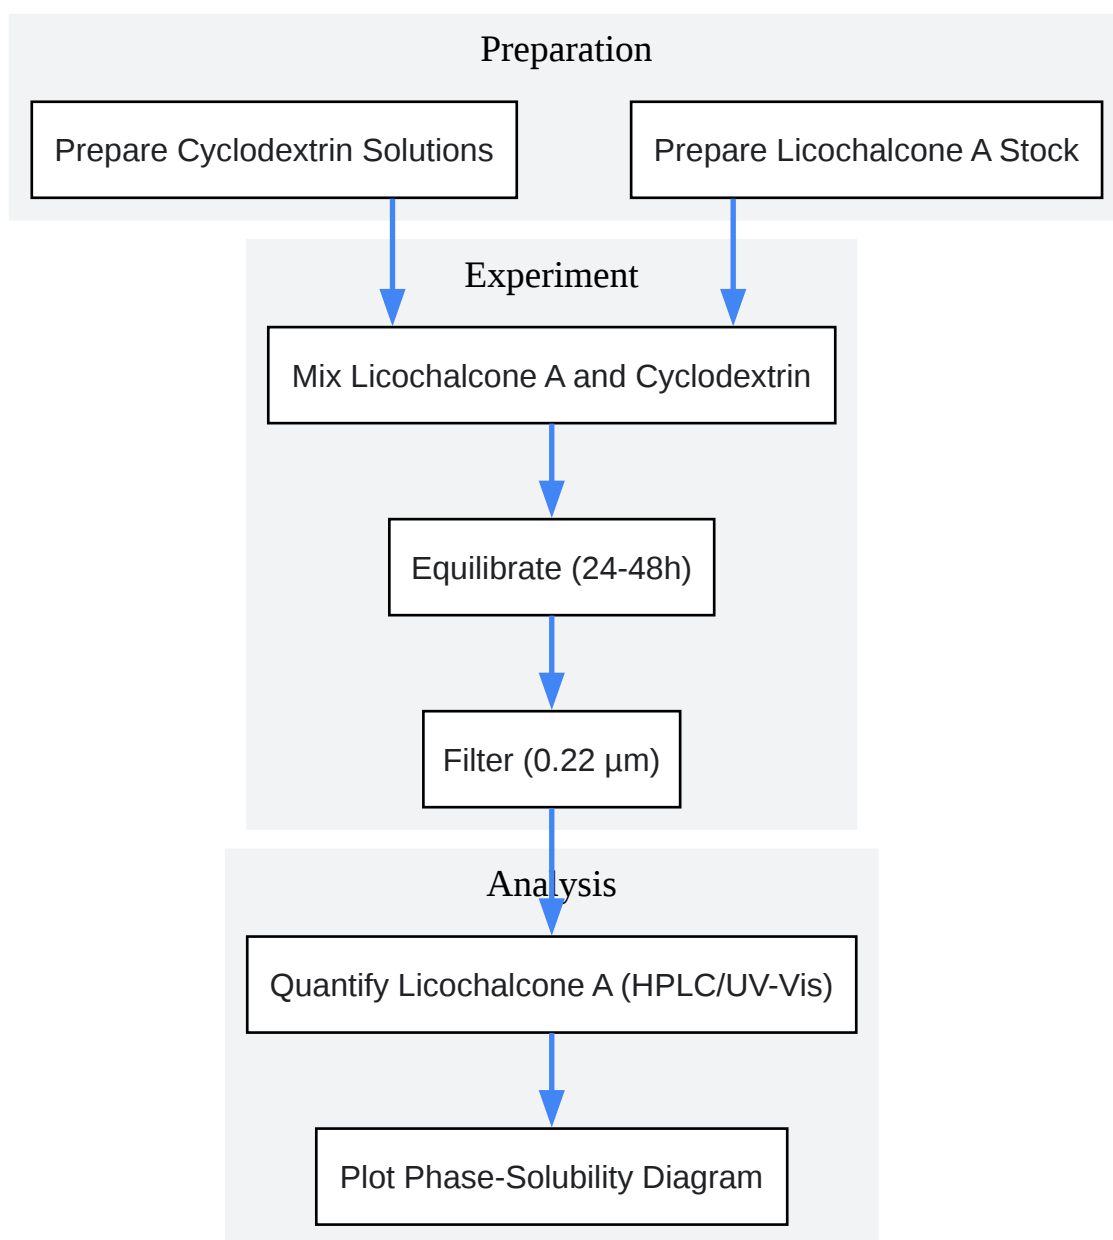 Preparation
Prepare Cyclodextrin Solutions
Prepare Licochalcone A Stock
Experiment
Mix Licochalcone A and Cyclodextrin
Equilibrate (24-48h)
Filter (0.22 µm)
Analysis
Quantify Licochalcone A (HPLC/UV-Vis)
Plot Phase-Solubility Diagram